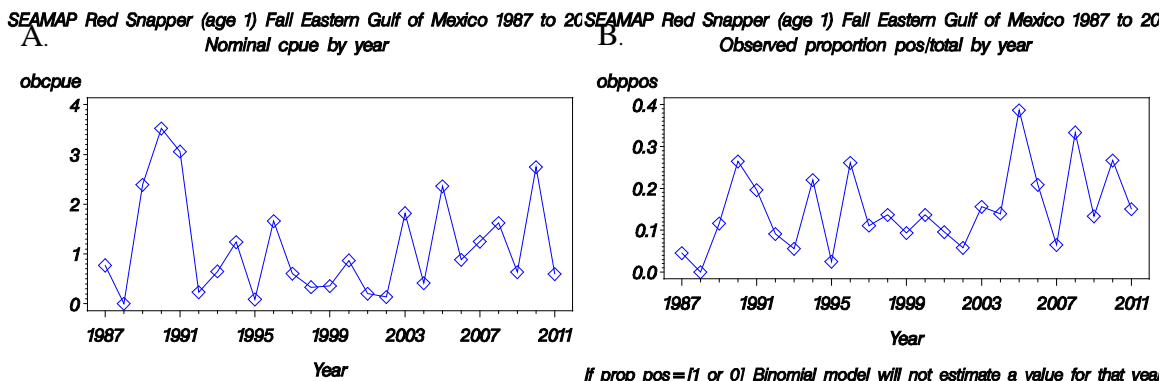 SEAMAP Red Snapper (age 1) Fall Eastern Gulf of Mexico 1987 to 20
A.
Nominal cpue by year
obcpue
4
3
2
1
0
1987 1991 1995 1999 2003 2007 2011
Year
SEAMAP Red Snapper (age 1) Fall Eastern Gulf of Mexico 1987 to 20
B.
Observed proportion pos/total by year
obppos
0.4
0.3
0.2
0.1
0.0
1987 1991 1995 1999 2003 2007 2011
Year
If prop pos=[1 or 0] Binomial model will not estimate a value for that year